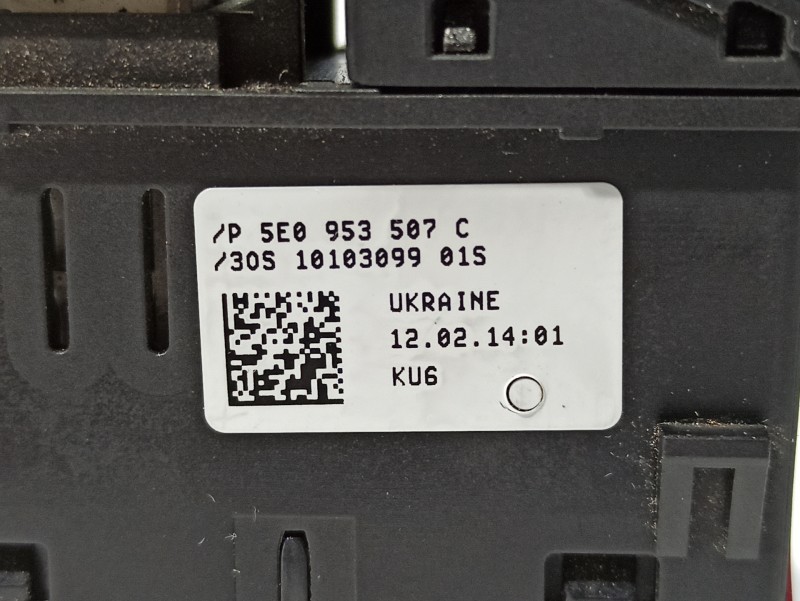 /P 5E0 953 507 C
/30S 10103099 01S
UKRAINE
12.02.14:01
KU6